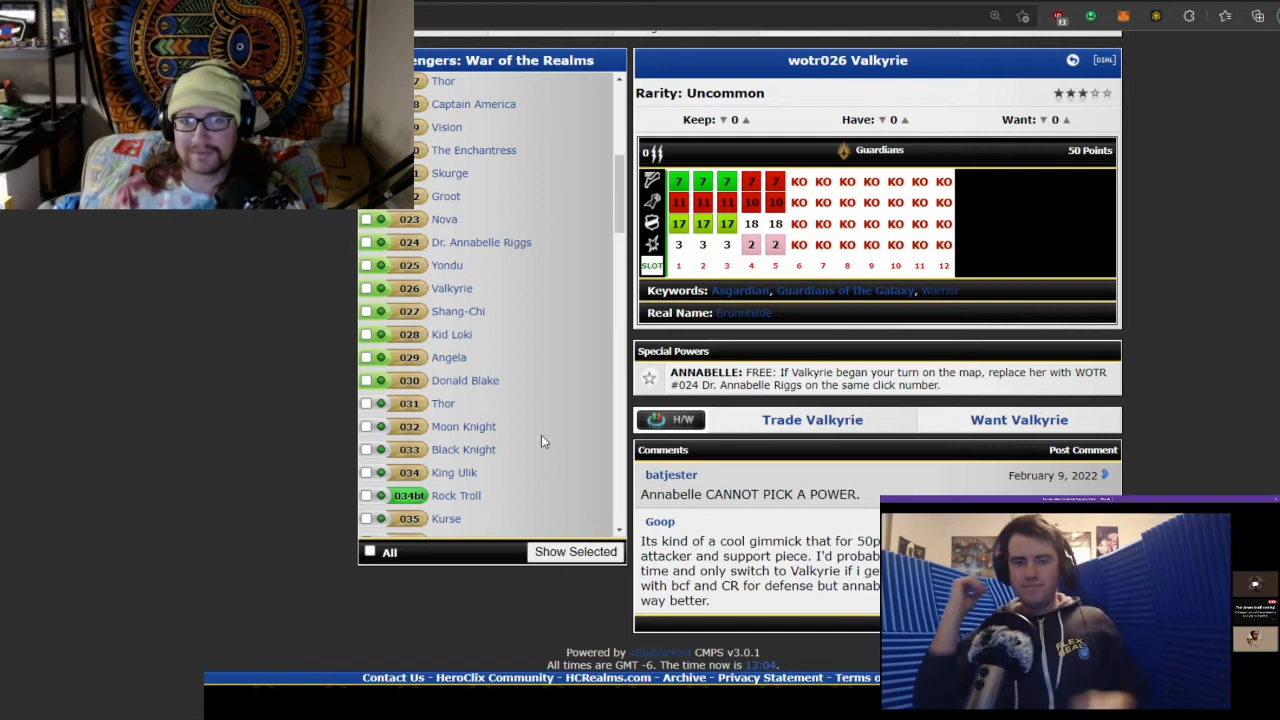 engers: War of the Realms
7 Thor
8 Captain America
9 Vision
0 The Enchantress
1 Skurge
2 Groot
023 Nova
024 Dr. Annabelle Riggs
025 Yondu
026 Valkyrie
027 Shang-Chi
028 Kid Loki
029 Angela
030 Donald Blake
031 Thor
032 Moon Knight
033 Black Knight
034 King Ulik
034bt Rock Troll
035 Kurse
All
Show Selected
wotr026 Valkyrie
[DIAL]
Rarity: Uncommon
Keep: ▼ 0 ▲ Have: ▼ 0 ▲ Want: ▼ 0 ▲
0 Guardians 50 Points
7 7 7 7 7 KO KO KO KO KO KO KO
11 11 11 10 10 KO KO KO KO KO KO KO
17 17 17 18 18 KO KO KO KO KO KO KO
3 3 3 2 2 KO KO KO KO KO KO KO
SLOT 1 2 3 4 5 6 7 8 9 10 11 12
Keywords: Asgardian, Guardians of the Galaxy, Warrior
Real Name: Brunnhilde
Special Powers
ANNABELLE: FREE: If Valkyrie began your turn on the map, replace her with WOTR
#024 Dr. Annabelle Riggs on the same click number.
H/W Trade Valkyrie Want Valkyrie
Comments Post Comment
batjester February 9, 2022
Annabelle CANNOT PICK A POWER.
Goop
Its kind of a cool gimmick that for 50p
attacker and support piece. I'd probab
time and only switch to Valkyrie if i ge
with bcf and CR for defense but annab
way better.
Powered by CMPS v3.0.1
All times are GMT -6. The time now is 13:04.
Contact Us - HeroClix Community - HCRealms.com - Archive - Privacy Statement - Terms o
13
FLEX
SEAL